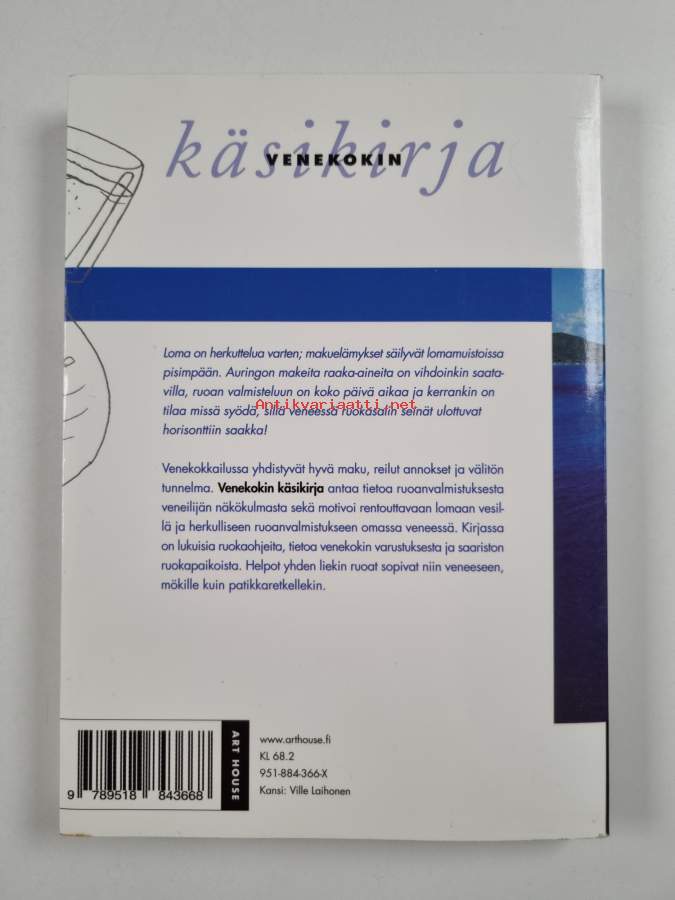 VENEKOKIN
käsikirja
Loma on herkuttelua varten; makuelämykset säilyvät lomamuistoissa
pisimpään. Auringon makeita raaka-aineita on vihdoinkin saata-
villa, ruoan valmisteluun on koko päivä aikaa ja kerrankin on
Antikvariaatti.net
tilaa missä syödä, sillä veneessä ruokasalin seinät ulottuvat
horisonttiin saakka!
Venekokkailussa yhdistyvät hyvä maku, reilut annokset ja välitön
tunnelma. Venekokin käsikirja antaa tietoa ruoanvalmistuksesta
veneilijän näkökulmasta sekä motivoi rentouttavaan lomaan vesil-
lä ja herkulliseen ruoanvalmistukseen omassa veneessä. Kirjassa
on lukuisia ruokaohjeita, tietoa venekokin varustuksesta ja saariston
ruokapaikoista. Helpot yhden liekin ruoat sopivat niin veneeseen,
mökille kuin patikkaretkellekin.
ART HOUSE
www.arthouse.fi
KL 68.2
951-884-366-X
Kansi: Ville Laihonen
9 789518 843668